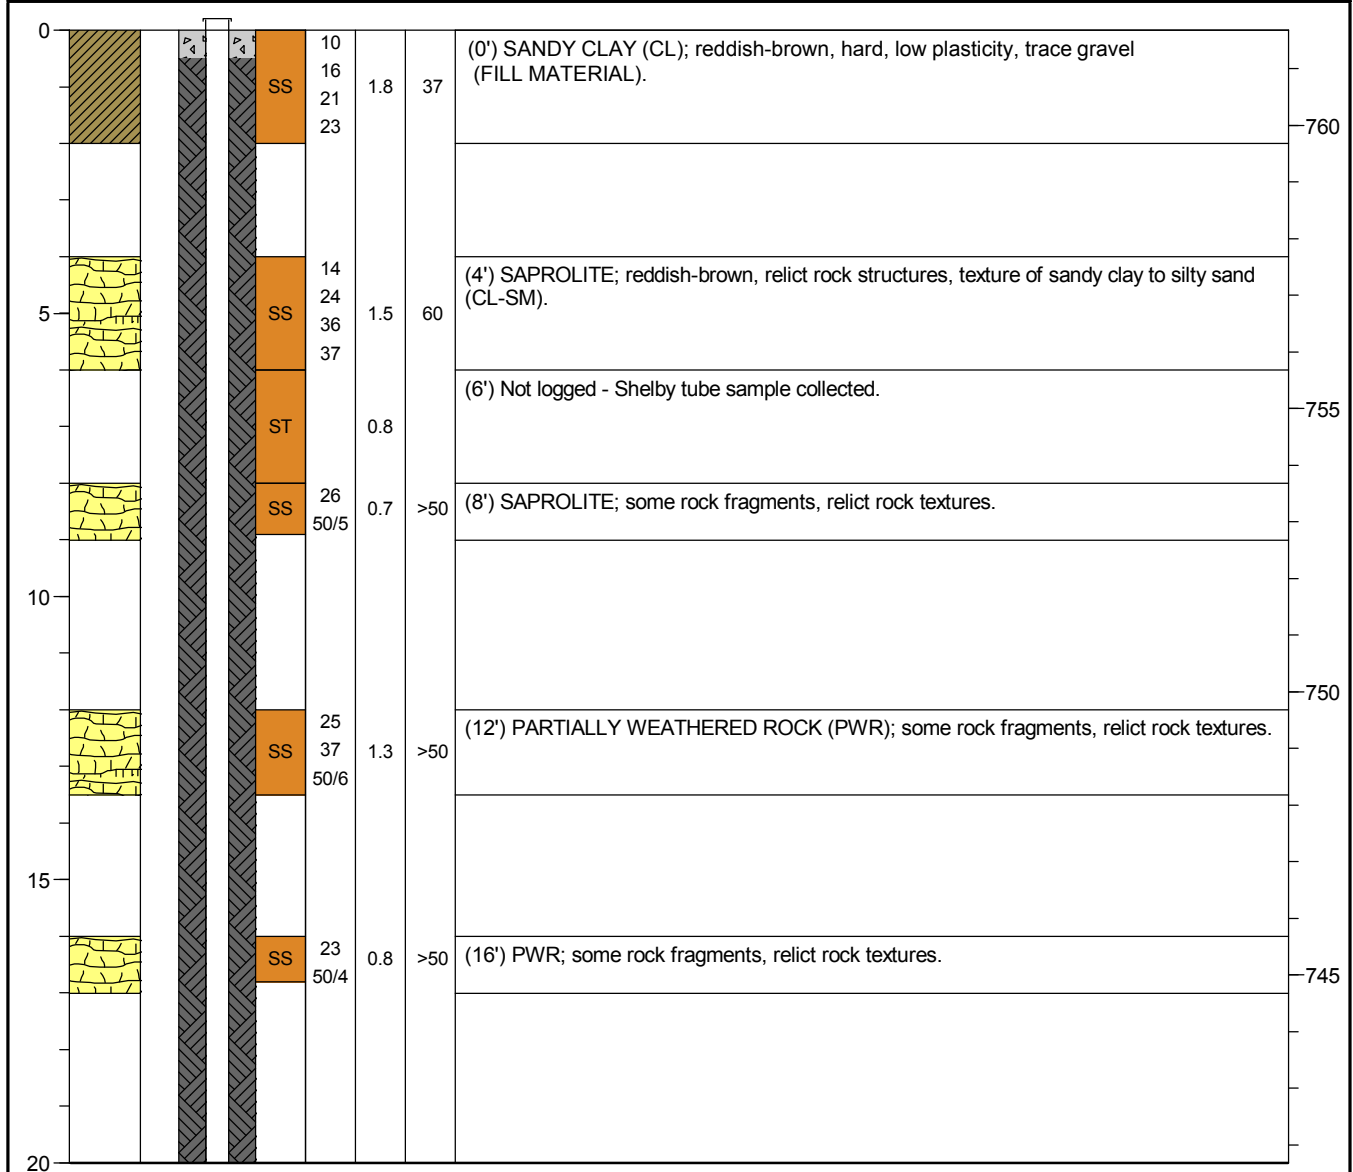 0
SS
10
16
21
23
1.8
37
(0') SANDY CLAY (CL); reddish-brown, hard, low plasticity, trace gravel
(FILL MATERIAL).
760
5
SS
14
24
36
37
1.5
60
(4') SAPROLITE; reddish-brown, relict rock structures, texture of sandy clay to silty sand
(CL-SM).
ST
0.8
(6') Not logged - Shelby tube sample collected.
755
SS
26
50/5
0.7
>50
(8') SAPROLITE; some rock fragments, relict rock textures.
10
750
SS
25
37
50/6
1.3
>50
(12') PARTIALLY WEATHERED ROCK (PWR); some rock fragments, relict rock textures.
15
SS
23
50/4
0.8
>50
(16') PWR; some rock fragments, relict rock textures.
745
20